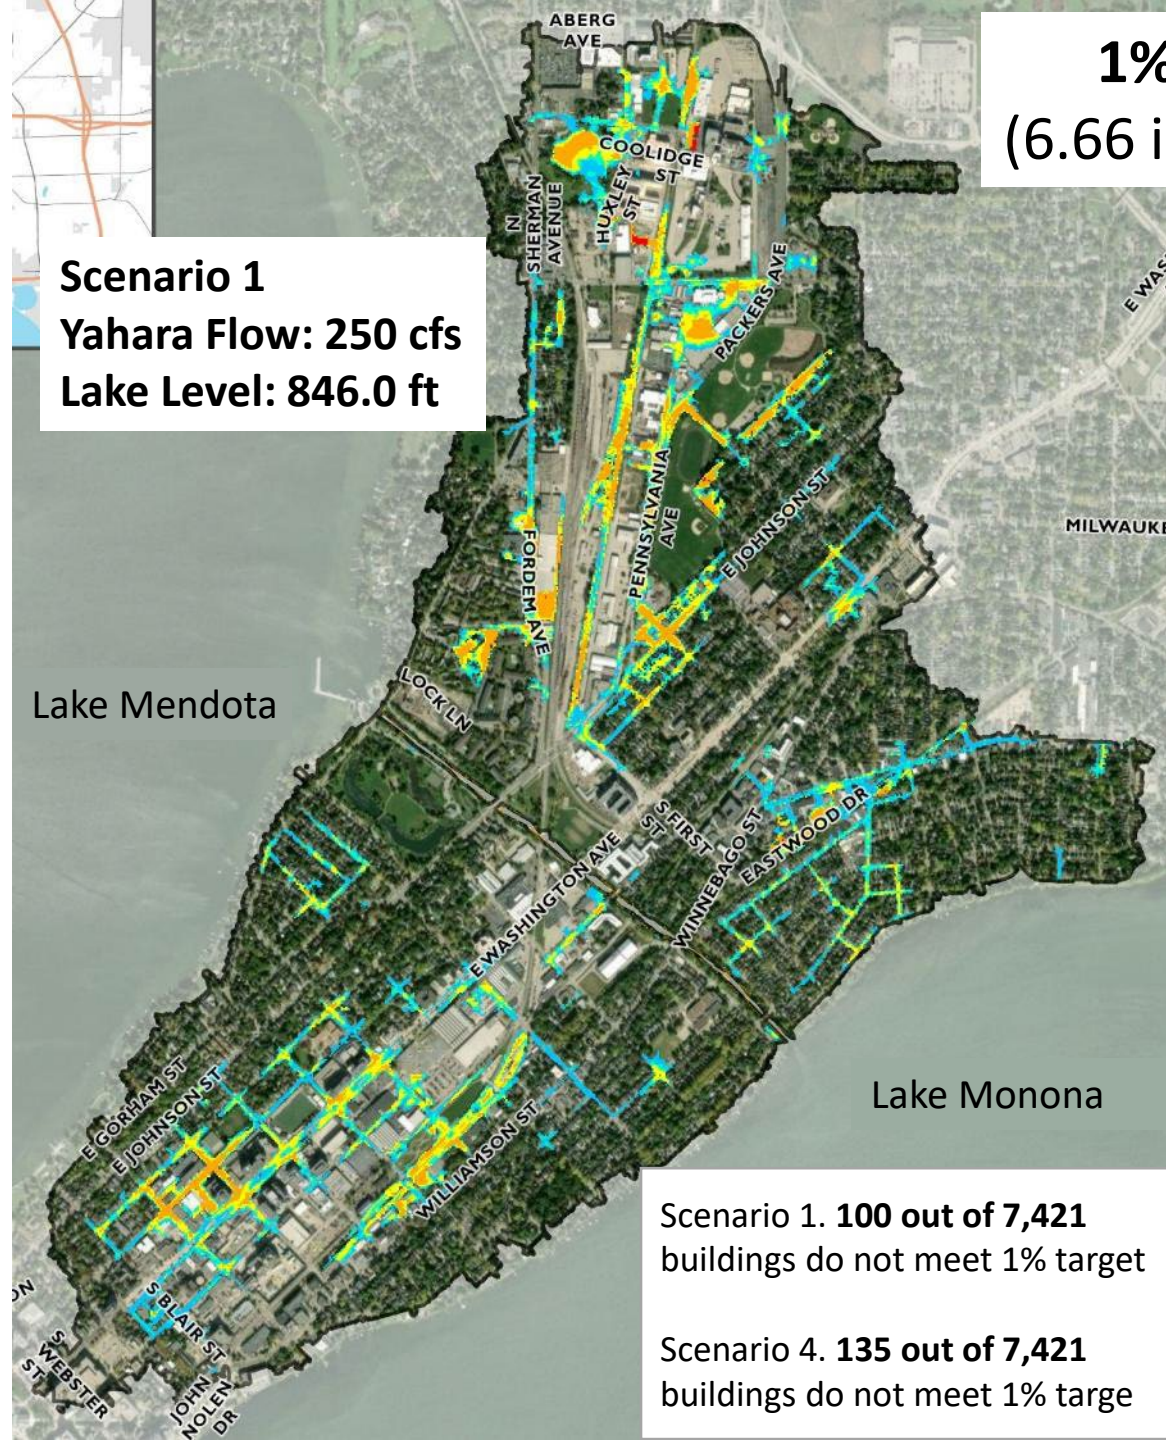 ABERG
AVE
1%
(6.66 i
COOLIDGE
ST
HUXLEY
ST
N
SHERMAN
AVENUE
Scenario 1
Yahara Flow: 250 cfs
Lake Level: 846.0 ft
PACKERS AVE
E WAS
PENNSYLVANIA
AVE
E JOHNSON ST
MILWAUKE
FORDEM AVE
Lake Mendota
LOCK LN
S FIRST
ST
WINNEBAGO ST
EASTWOOD DR
E WASHINGTON AVE
E GORHAM ST
E JOHNSON ST
Lake Monona
WILLIAMSON ST
Scenario 1. 100 out of 7,421
buildings do not meet 1% target
Scenario 4. 135 out of 7,421
buildings do not meet 1% targe
ON
S BLAIR ST
S
WEBSTER
ST
JOHN
NOLEN
DR